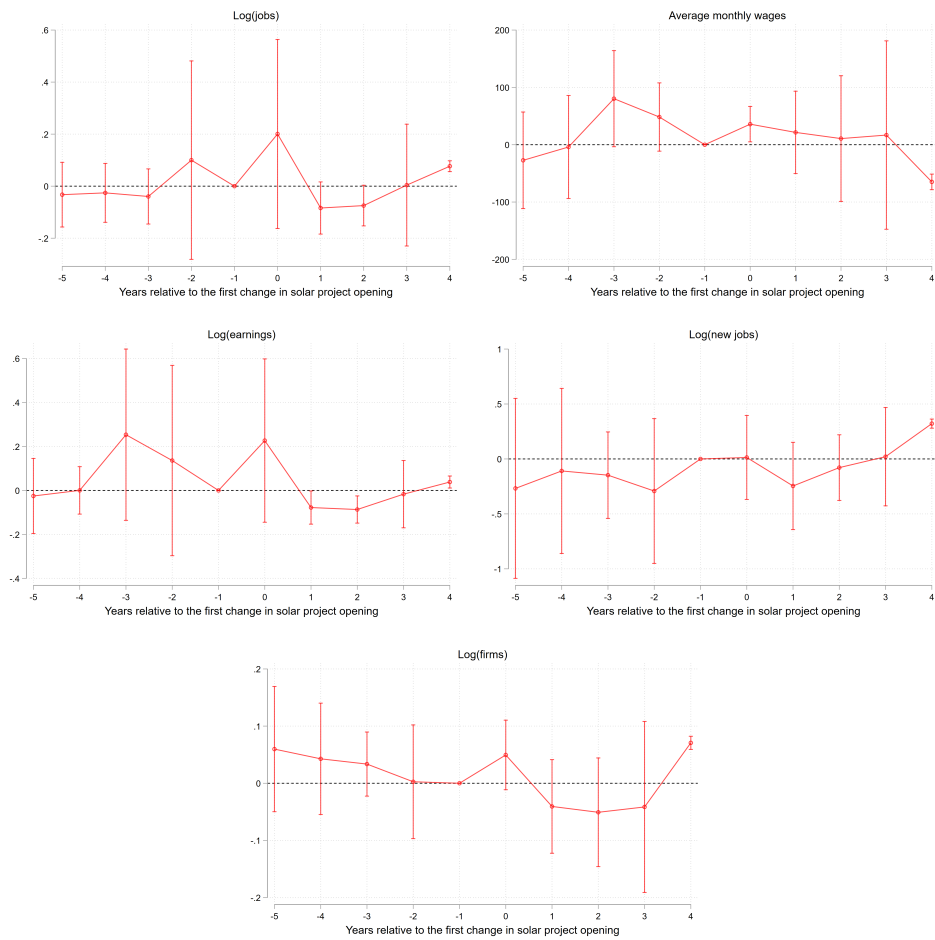 Log(jobs)
.6
.4
.2
0
-.2
-5 -4 -3 -2 -1 0 1 2 3 4
Years relative to the first change in solar project opening
Average monthly wages
200
100
0
-100
-200
-5 -4 -3 -2 -1 0 1 2 3 4
Years relative to the first change in solar project opening
Log(earnings)
.6
.4
.2
0
-.2
-.4
-5 -4 -3 -2 -1 0 1 2 3 4
Years relative to the first change in solar project opening
Log(new jobs)
1
.5
0
-.5
-1
-5 -4 -3 -2 -1 0 1 2 3 4
Years relative to the first change in solar project opening
Log(firms)
.2
.1
0
-.1
-.2
-5 -4 -3 -2 -1 0 1 2 3 4
Years relative to the first change in solar project opening